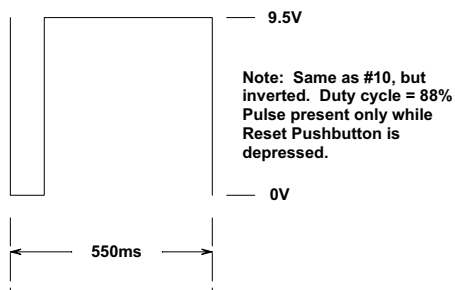 9.5V
Note: Same as #10, but
inverted. Duty cycle = 88%
Pulse present only while
Reset Pushbutton is
depressed.
0V
550ms